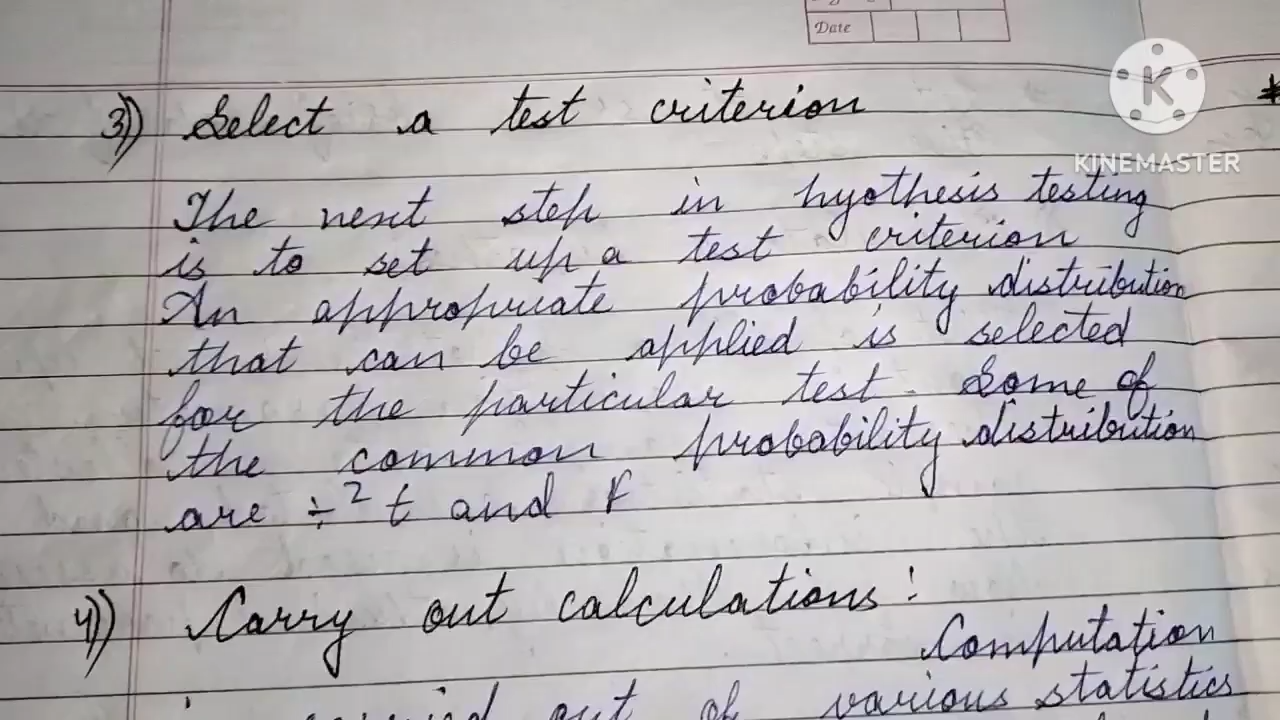 Date
K
KINEMASTER
3)) Select a test criterion
The next step in hyothesis testing
is to set up a test criterion
An appropriate probability distribution
that can be applied is selected
for the particular test. Some of
the common probability distribution
are ÷² t and F
4)) Carry out calculations:
Computation
out of various statistics